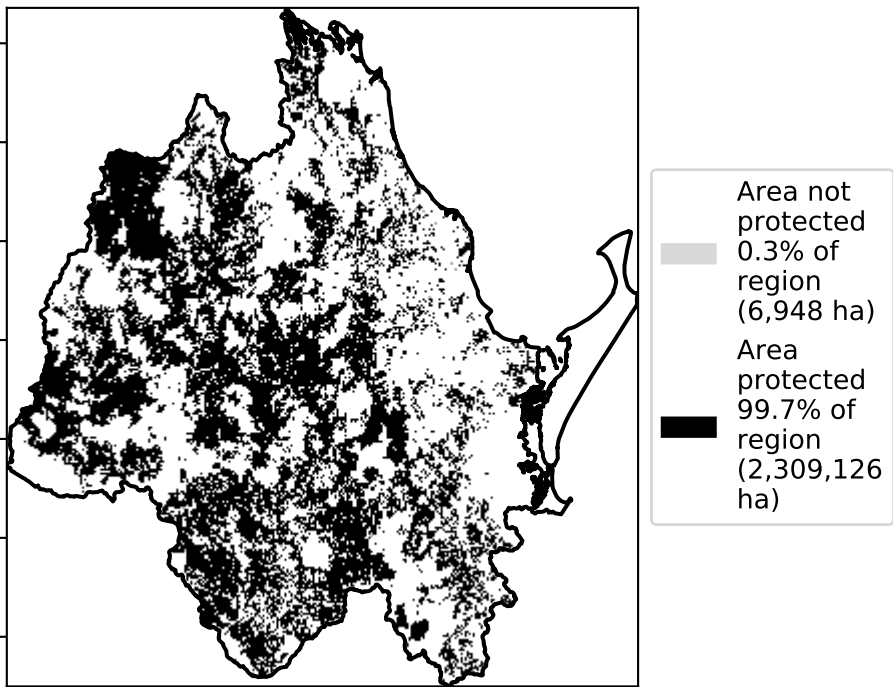 Area not
protected
0.3% of
region
(6,948 ha)
Area
protected
99.7% of
region
(2,309,126
ha)